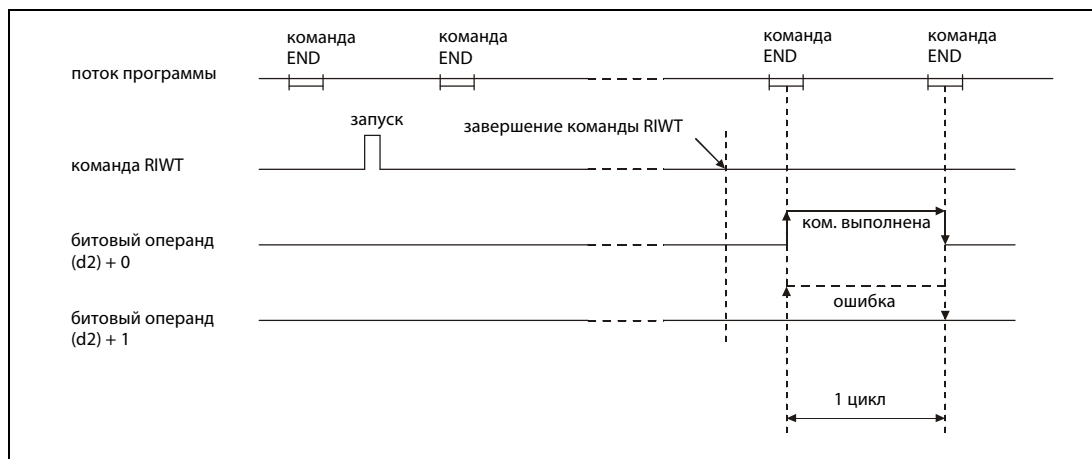 команда
END
команда
END
команда
END
команда
END
поток программы
запуск
завершение команды RIWT
команда RIWT
ком. выполнена
битовый операнд
(d2) + 0
ошибка
битовый операнд
(d2) + 1
1 цикл